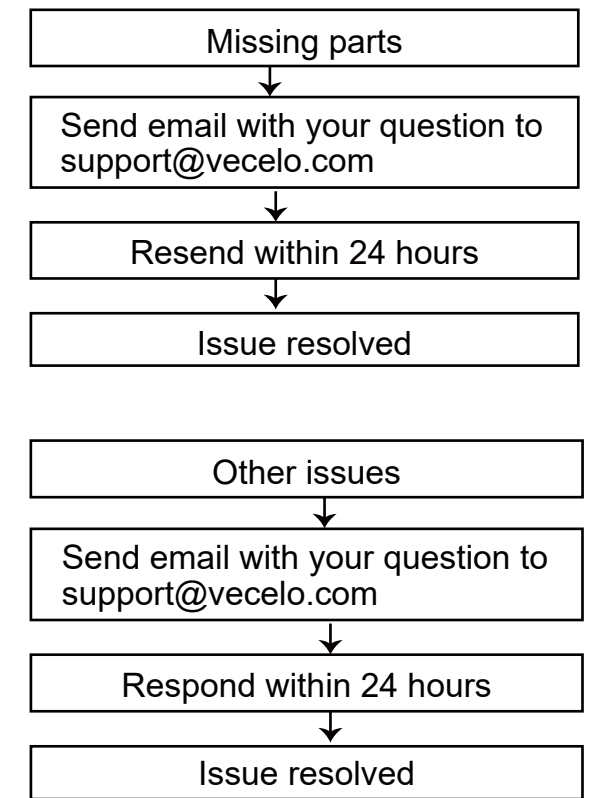 Missing parts
Send email with your question to
support@vecelo.com
Resend within 24 hours
Issue resolved
Other issues
Send email with your question to
support@vecelo.com
Respond within 24 hours
Issue resolved